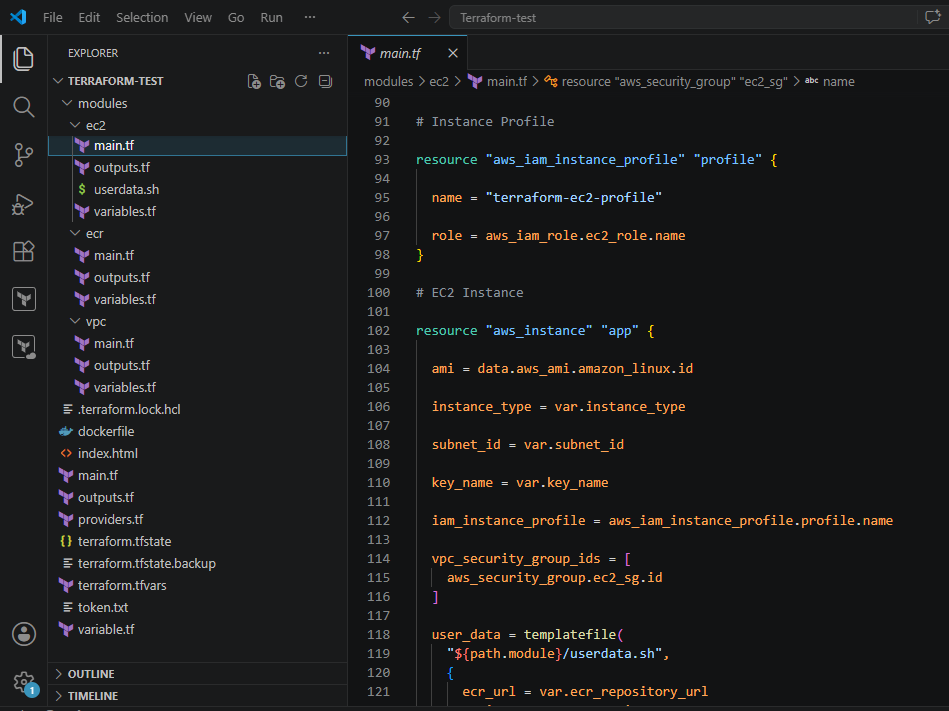 File Edit Selection View Go Run ···
Terraform-test
EXPLORER ···
TERRAFORM-TEST
modules
ec2
main.tf
outputs.tf
$ userdata.sh
variables.tf
ecr
main.tf
outputs.tf
variables.tf
vpc
main.tf
outputs.tf
variables.tf
.terraform.lock.hcl
dockerfile
<> index.html
main.tf
outputs.tf
providers.tf
{} terraform.tfstate
terraform.tfstate.backup
terraform.tfvars
token.txt
variable.tf
OUTLINE
TIMELINE
1
main.tf
modules > ec2 > main.tf > resource "aws_security_group" "ec2_sg" > abc name
90
91 # Instance Profile
92
93 resource "aws_iam_instance_profile" "profile" {
94
95 name = "terraform-ec2-profile"
96
97 role = aws_iam_role.ec2_role.name
98 }
99
100 # EC2 Instance
101
102 resource "aws_instance" "app" {
103
104 ami = data.aws_ami.amazon_linux.id
105
106 instance_type = var.instance_type
107
108 subnet_id = var.subnet_id
109
110 key_name = var.key_name
111
112 iam_instance_profile = aws_iam_instance_profile.profile.name
113
114 vpc_security_group_ids = [
115 aws_security_group.ec2_sg.id
116 ]
117
118 user_data = templatefile(
119 "${path.module}/userdata.sh",
120 {
121 ecr_url = var.ecr_repository_url